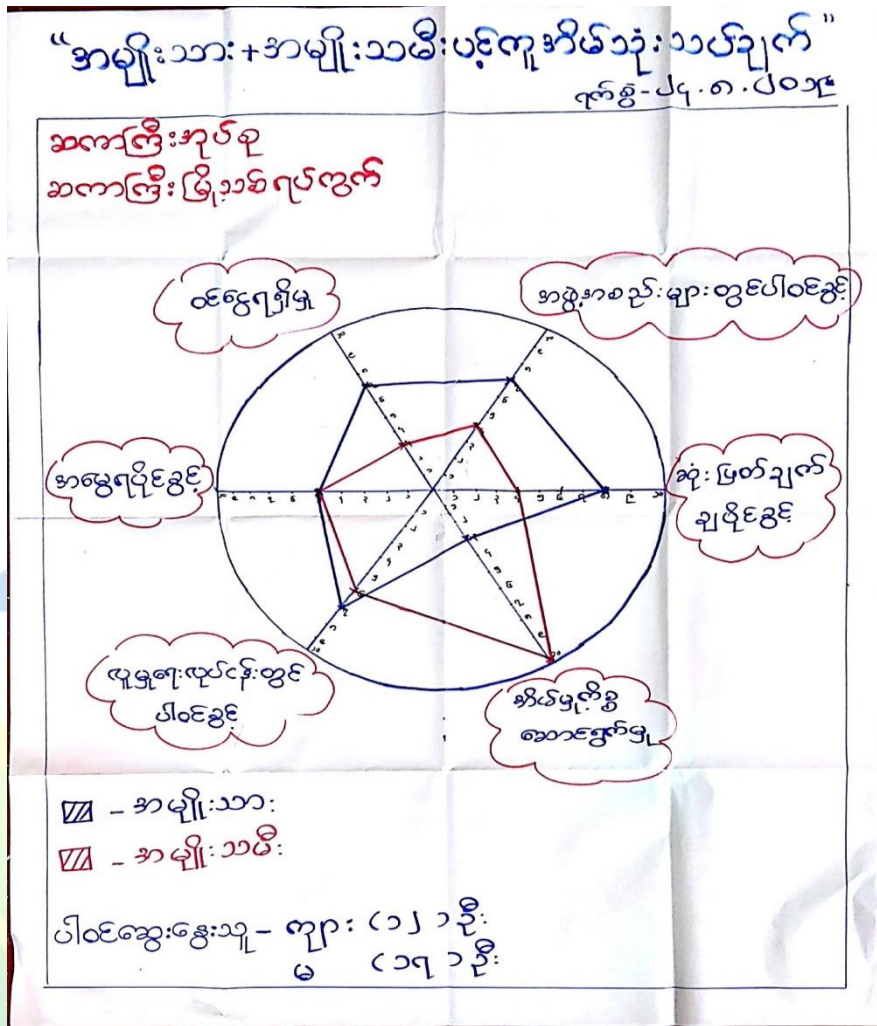 "အမျိုးသား+အမျိုးသမီးပင့်ကူအိမ်သုံးသပ်ချက်"
ရက်စွဲ-၂၄.၈.၂၀၁၉
ဆကာကြီးအုပ်စု
ဆကာကြီးမြို့သစ်ရပ်ကွက်
ဝင်ငွေရရှိမှု
အဖွဲ့အစည်းများတွင်ပါဝင်ခွင့်
အမွေရပိုင်ခွင့်
ဆုံးဖြတ်ချက်
ချပိုင်ခွင့်
လူမှုရေးလုပ်ငန်းတွင်
ပါဝင်ခွင့်
အိမ်မှုကိစ္စ
ဆောင်ရွက်မှု
- အမျိုးသား
- အမျိုးသမီး
ပါဝင်ဆွေးနွေးသူ - ကျား (၁၂) ဦး
မ (၁၇) ဦး